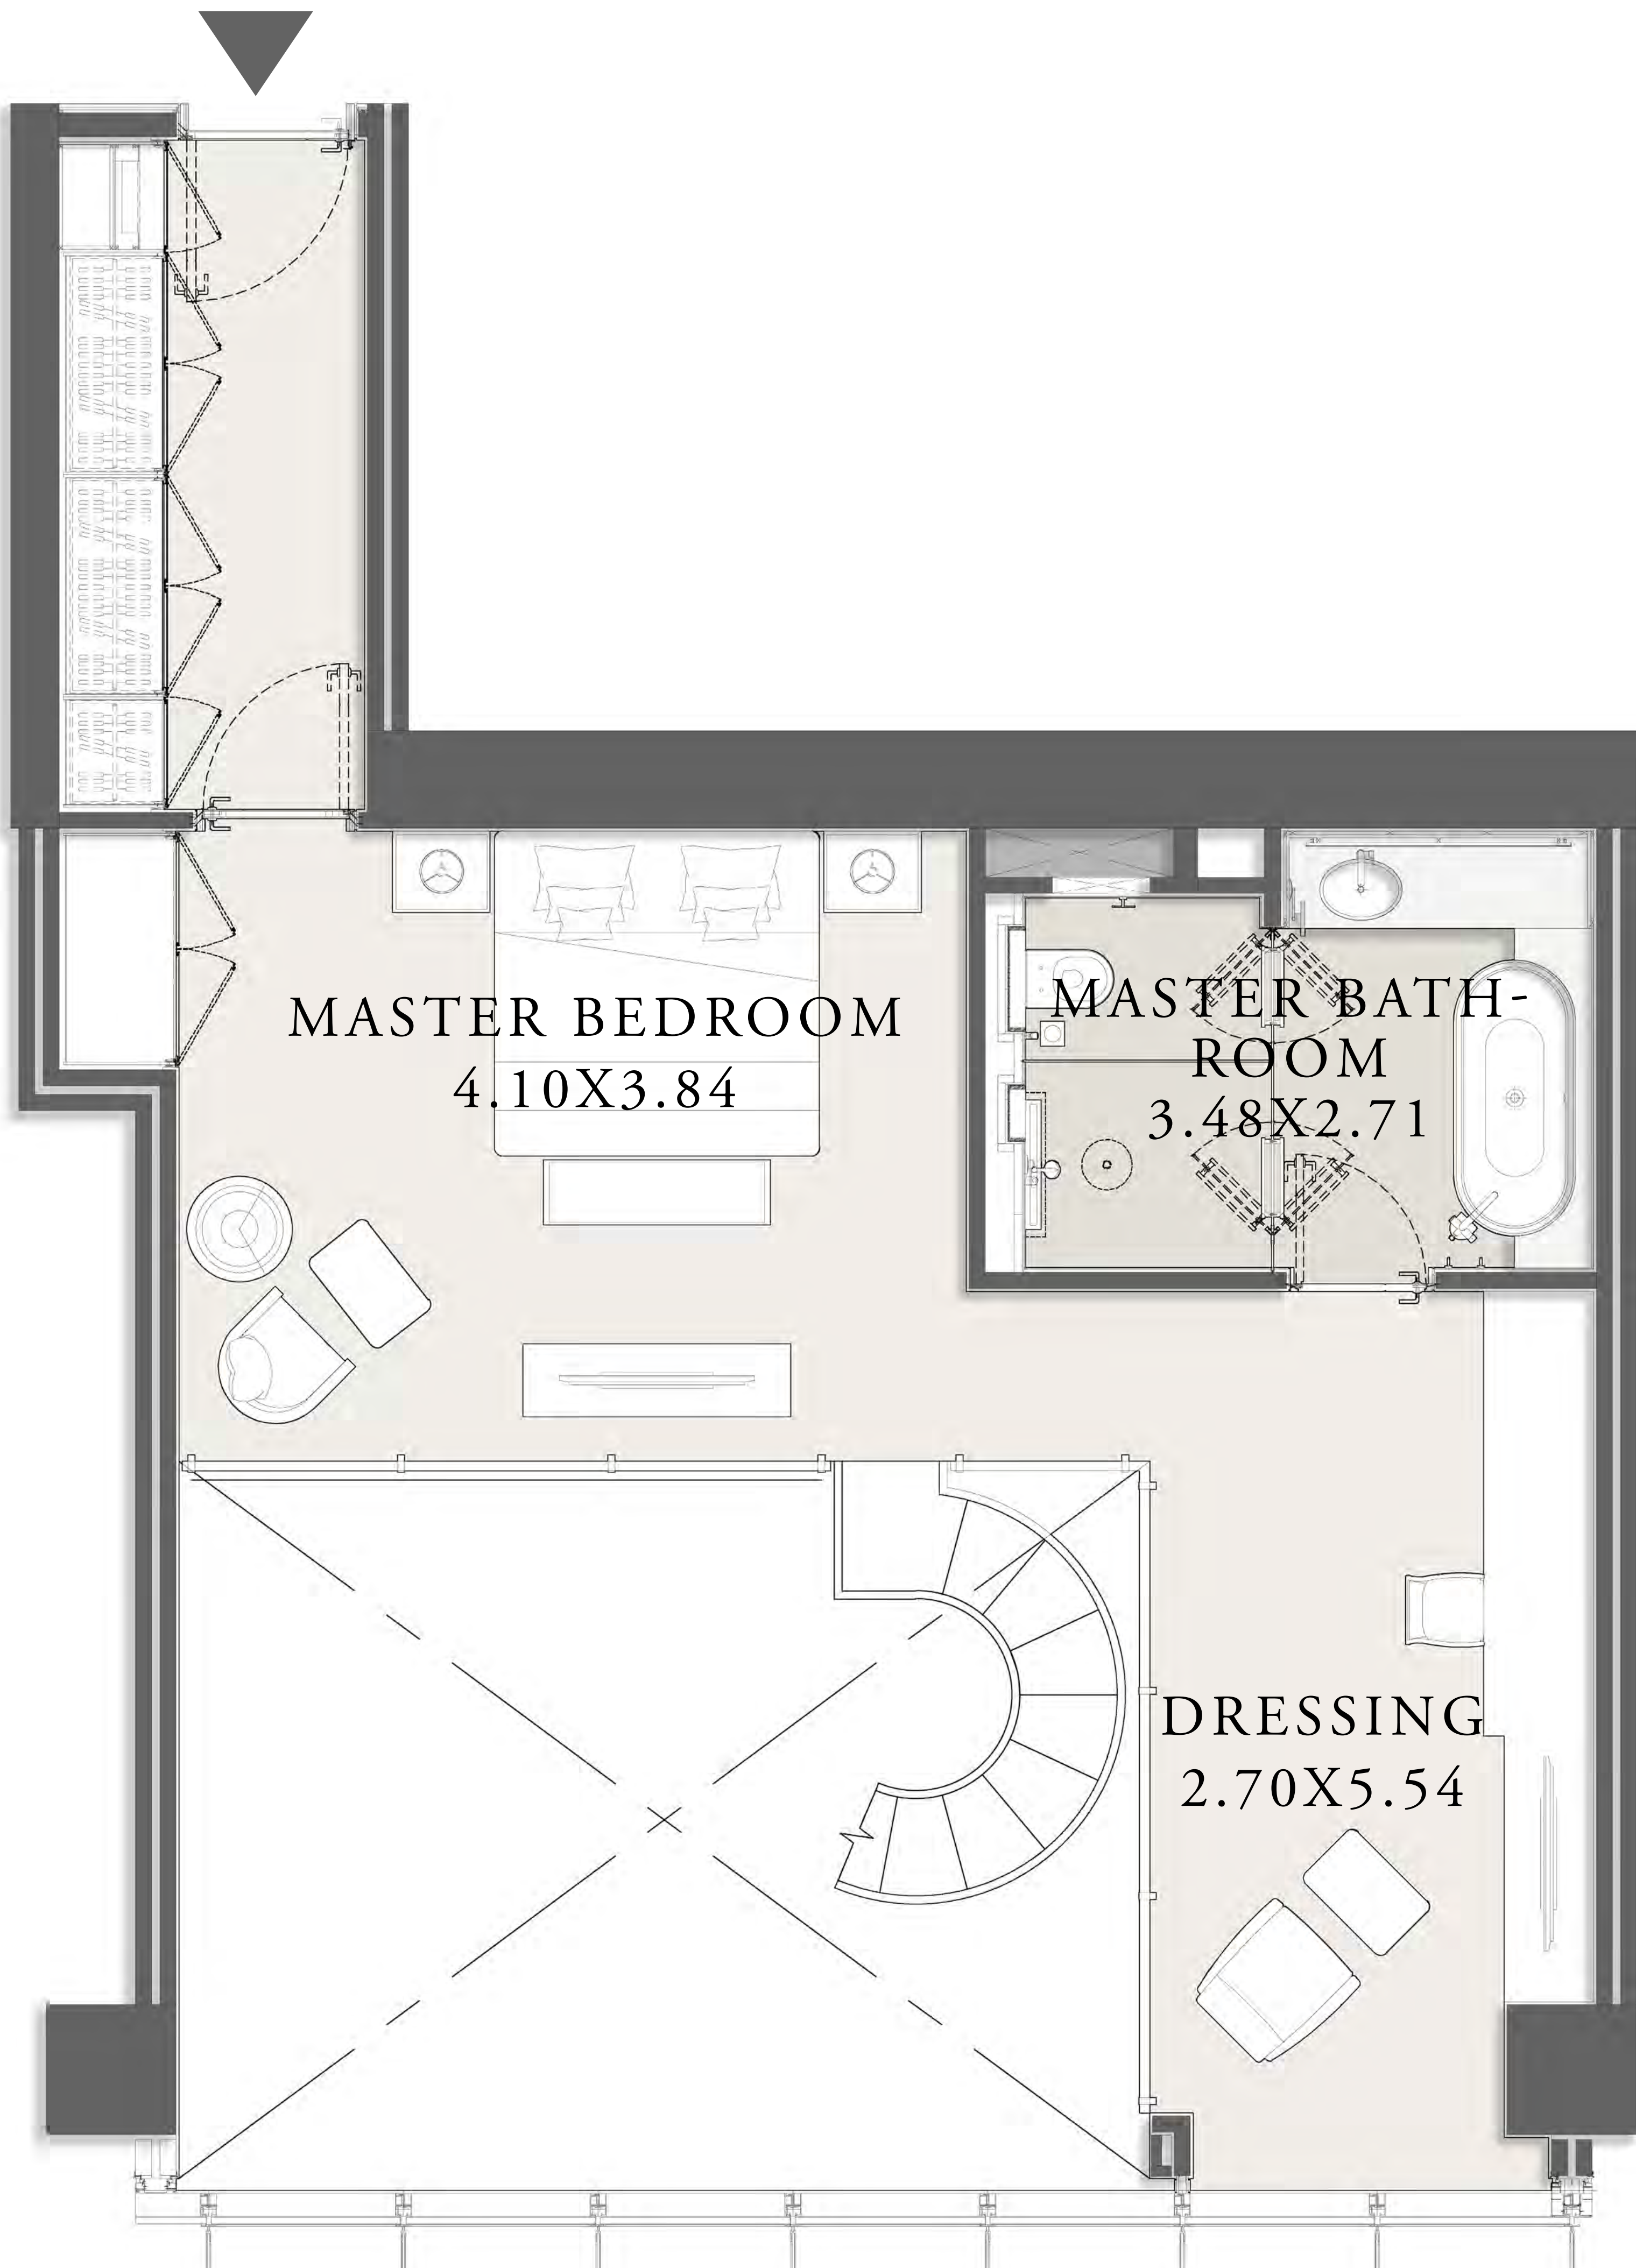 MASTER BEDROOM
4.10X3.84
MASTER BATH-
ROOM
3.48X2.71
DRESSING
2.70X5.54